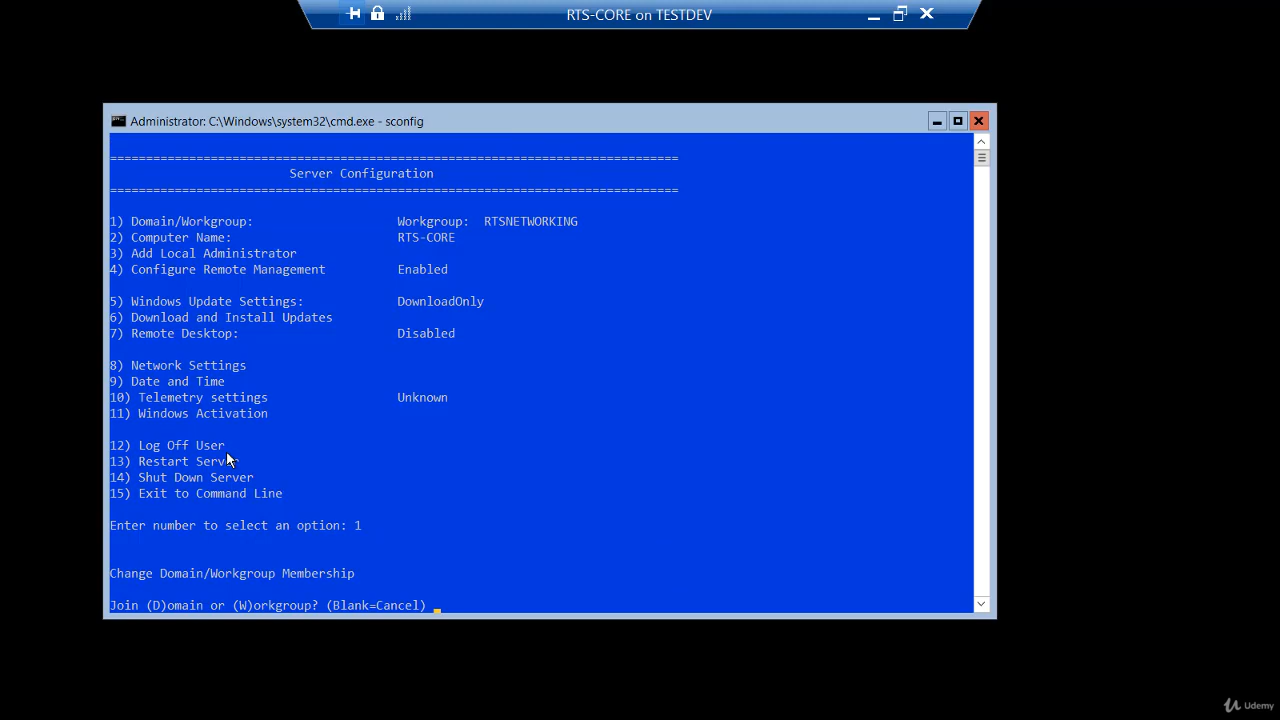 RTS-CORE on TESTDEV
Administrator: C:\Windows\system32\cmd.exe - sconfig
===============================================================================
Server Configuration
===============================================================================
1) Domain/Workgroup: Workgroup: RTSNETWORKING
2) Computer Name: RTS-CORE
3) Add Local Administrator
4) Configure Remote Management Enabled
5) Windows Update Settings: DownloadOnly
6) Download and Install Updates
7) Remote Desktop: Disabled
8) Network Settings
9) Date and Time
10) Telemetry settings Unknown
11) Windows Activation
12) Log Off User
13) Restart Server
14) Shut Down Server
15) Exit to Command Line
Enter number to select an option: 1
Change Domain/Workgroup Membership
Join (D)omain or (W)orkgroup? (Blank=Cancel)
Udemy